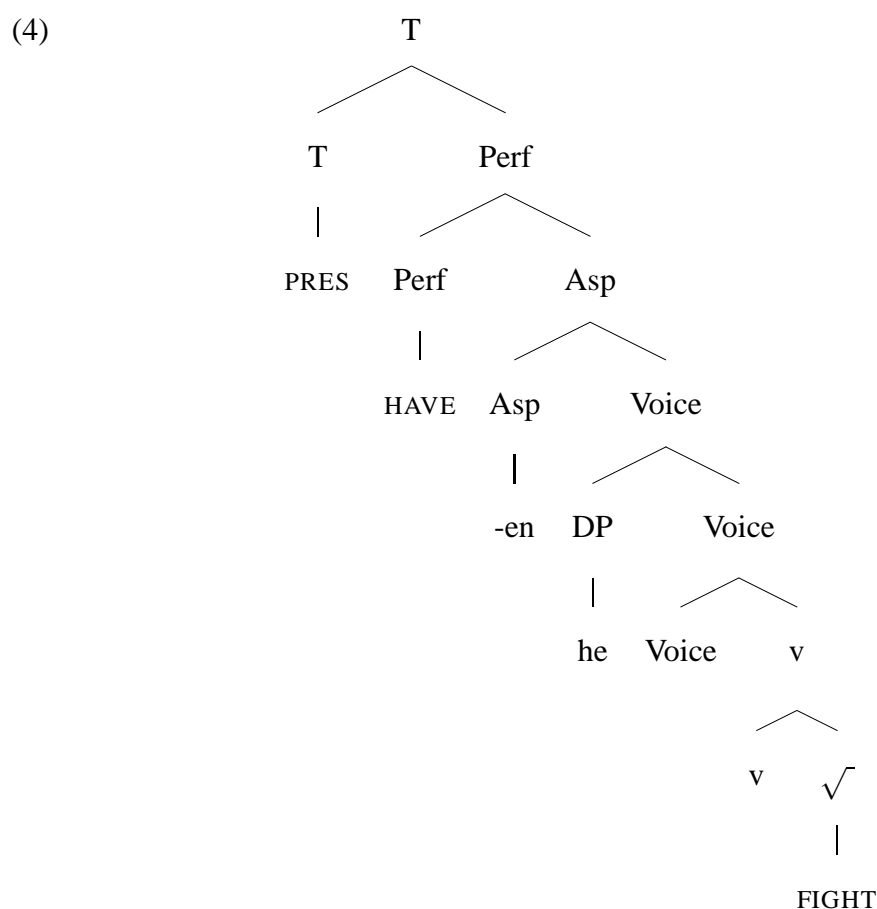 (4) T
T Perf
PRES Perf Asp
HAVE Asp Voice
-en DP Voice
he Voice v
v √
FIGHT